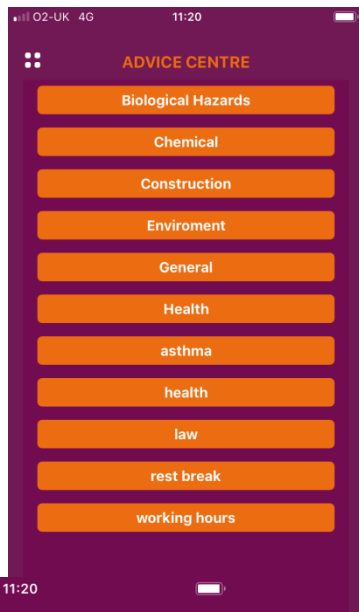 O2-UK 4G 11:20
ADVICE CENTRE
Biological Hazards
Chemical
Construction
Enviroment
General
Health
asthma
health
law
rest break
working hours
11:20